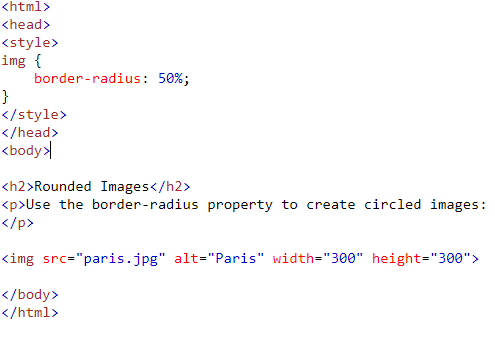 <html>
<head>
<style>
img {
    border-radius: 50%;
}
</style>
</head>
<body>

<h2>Rounded Images</h2>
<p>Use the border-radius property to create circled images:
</p>

<img src="paris.jpg" alt="Paris" width="300" height="300">

</body>
</html>